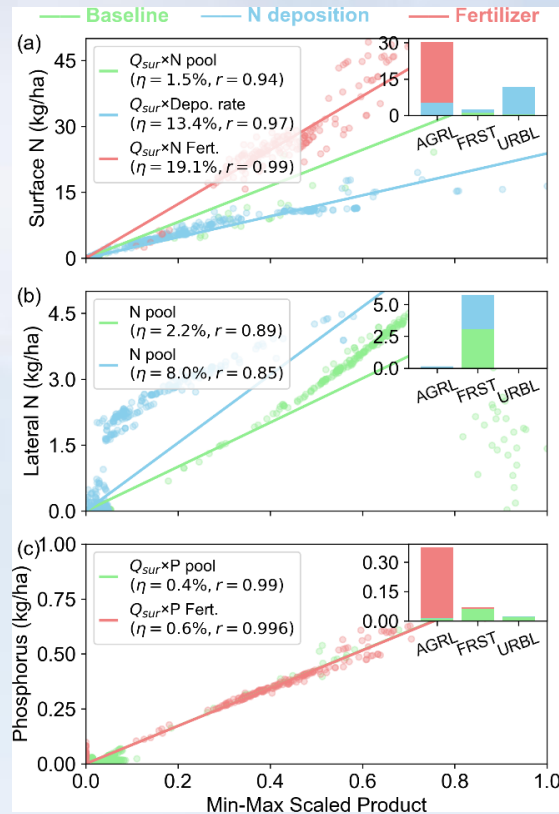 Baseline N deposition Fertilizer
(a)
Surface N (kg/ha)
45
30
15
0
Q_sur×N pool
(η = 1.5%, r = 0.94)
Q_sur×Depo. rate
(η = 13.4%, r = 0.97)
Q_sur×N Fert.
(η = 19.1%, r = 0.99)
30
15
0
AGRL FRST URBL
(b)
Lateral N (kg/ha)
4.5
3.0
1.5
0.0
N pool
(η = 2.2%, r = 0.89)
N pool
(η = 8.0%, r = 0.85)
5.0
2.5
0.0
AGRL FRST URBL
(c)
Phosphorus (kg/ha)
1.00
0.75
0.50
0.25
0.00
Q_sur×P pool
(η = 0.4%, r = 0.99)
Q_sur×P Fert.
(η = 0.6%, r = 0.996)
0.30
0.15
0.00
AGRL FRST URBL
0.0 0.2 0.4 0.6 0.8 1.0
Min-Max Scaled Product